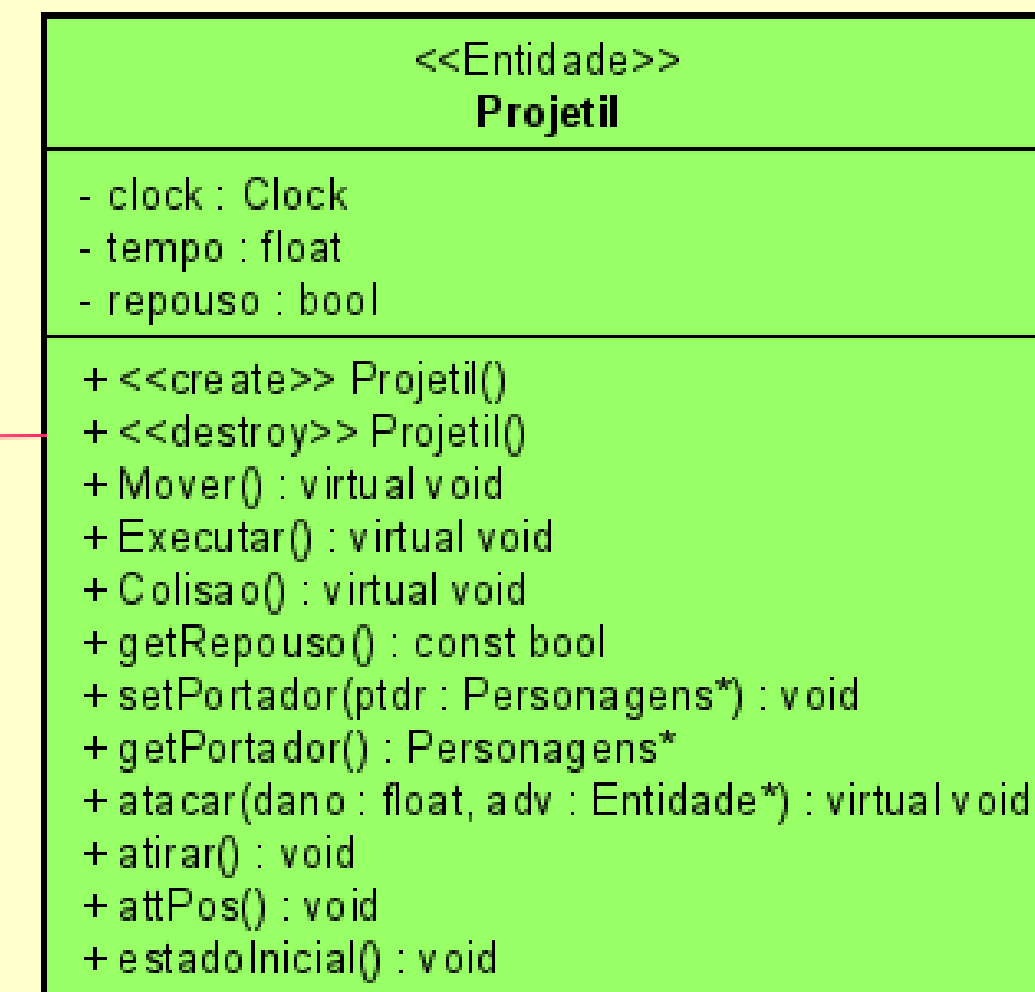 <<Entidade>>
Projetil
- clock : Clock
- tempo : float
- repouso : bool
+ <<create>> Projetil()
+ <<destroy>> Projetil()
+ Mover() : virtual void
+ Executar() : virtual void
+ Colisao() : virtual void
+ getRepouso() : const bool
+ setPortador(ptdr : Personagens*) : void
+ getPortador() : Personagens*
+ atacar(dano : float, adv : Entidade*) : virtual void
+ atirar() : void
+ attPos() : void
+ estadoInicial() : void